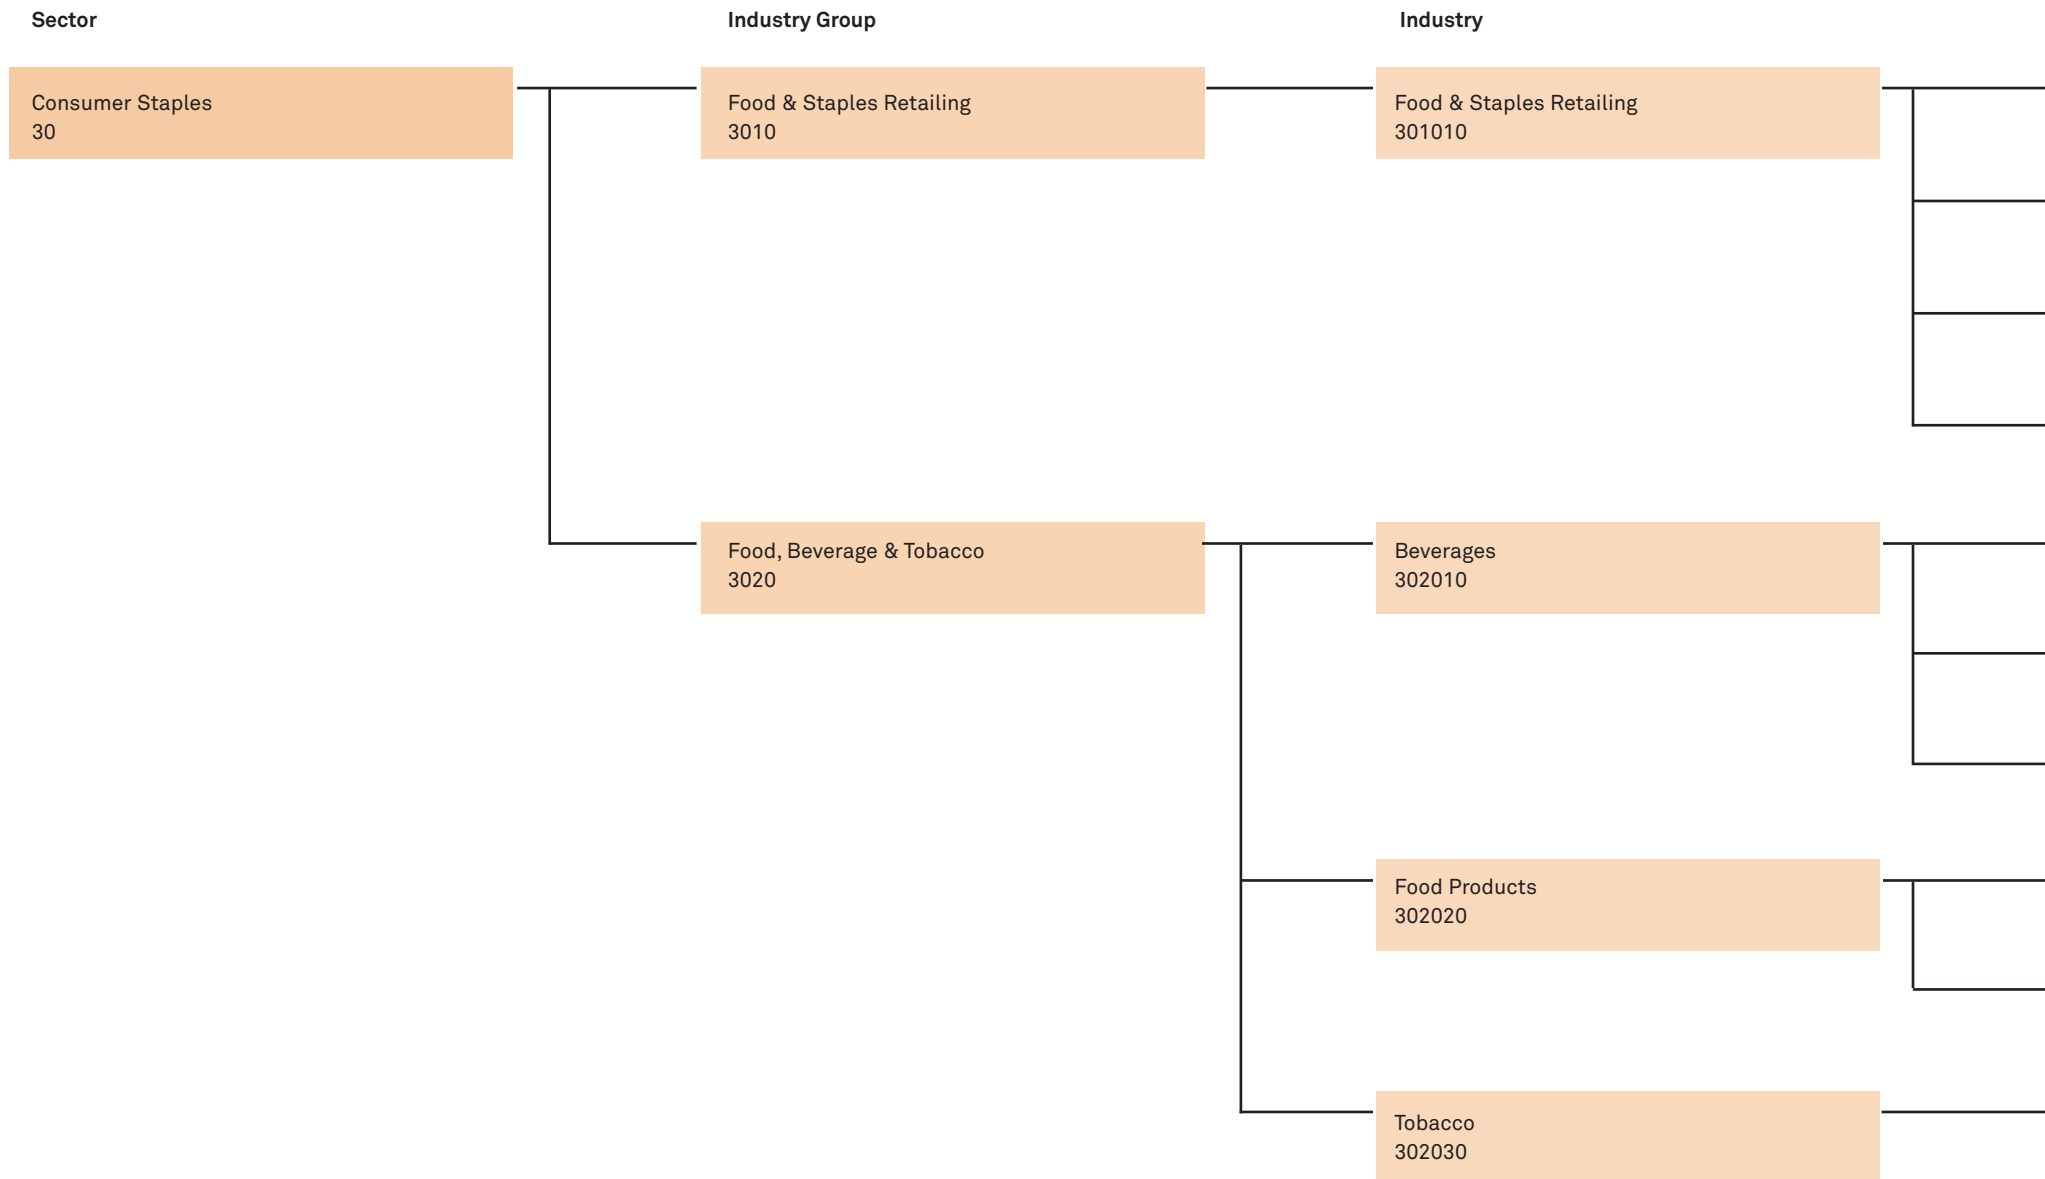 Sector
Industry Group
Industry
Consumer Staples
30
Food & Staples Retailing
3010
Food & Staples Retailing
301010
Food, Beverage & Tobacco
3020
Beverages
302010
Food Products
302020
Tobacco
302030